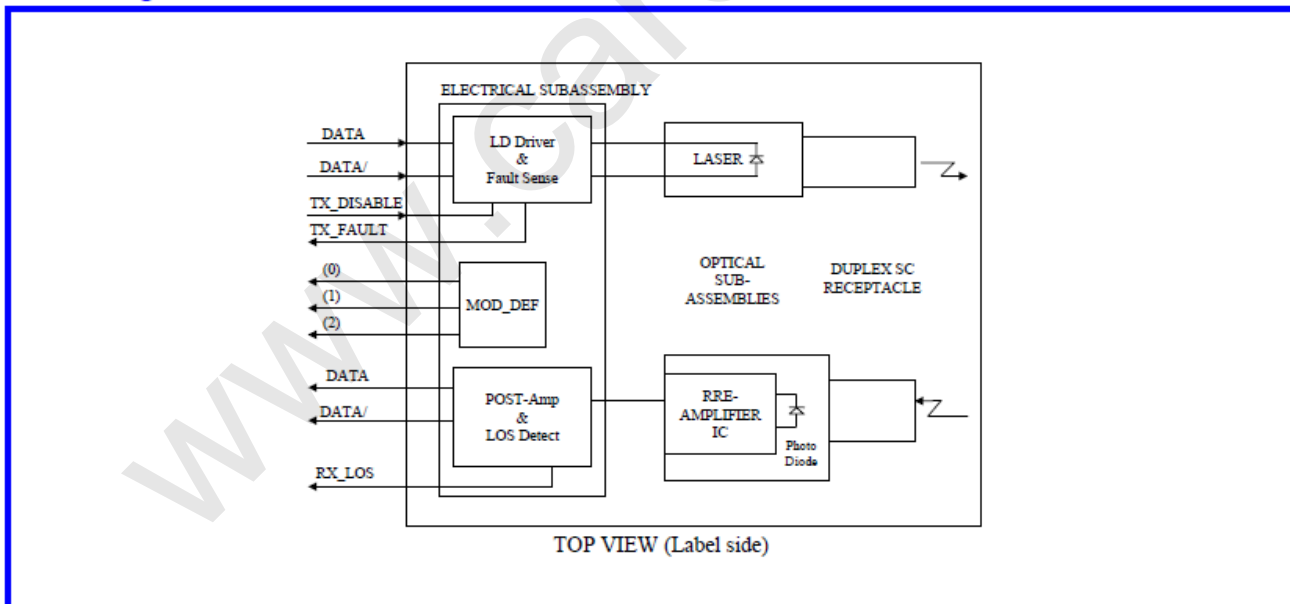 ELECTRICAL SUBASSEMBLY
DATA
DATA/
TX_DISABLE
TX_FAULT
LD Driver
&
Fault Sense
LASER
(0)
(1)
(2)
MOD_DEF
OPTICAL
SUB-
ASSEMBLIES
DUPLEX SC
RECEPTACLE
DATA
DATA/
RX_LOS
POST-Amp
&
LOS Detect
RRE-
AMPLIFIER
IC
Photo
Diode
TOP VIEW (Label side)